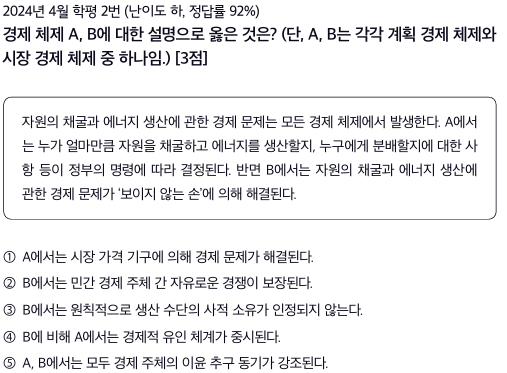 2024년 4월 학평 2번 (난이도 하, 정답률 92%)
경제 체제 A, B에 대한 설명으로 옳은 것은? (단, A, B는 각각 계획 경제 체제와
시장 경제 체제 중 하나임.) [3점]
자원의 채굴과 에너지 생산에 관한 경제 문제는 모든 경제 체제에서 발생한다. A에서
는 누가 얼마만큼 자원을 채굴하고 에너지를 생산할지, 누구에게 분배할지에 대한 사
항 등이 정부의 명령에 따라 결정된다. 반면 B에서는 자원의 채굴과 에너지 생산에
관한 경제 문제가 ‘보이지 않는 손’에 의해 해결된다.
① A에서는 시장 가격 기구에 의해 경제 문제가 해결된다.
② B에서는 민간 경제 주체 간 자유로운 경쟁이 보장된다.
③ B에서는 원칙적으로 생산 수단의 사적 소유가 인정되지 않는다.
④ B에 비해 A에서는 경제적 유인 체계가 중시된다.
⑤ A, B에서는 모두 경제 주체의 이윤 추구 동기가 강조된다.